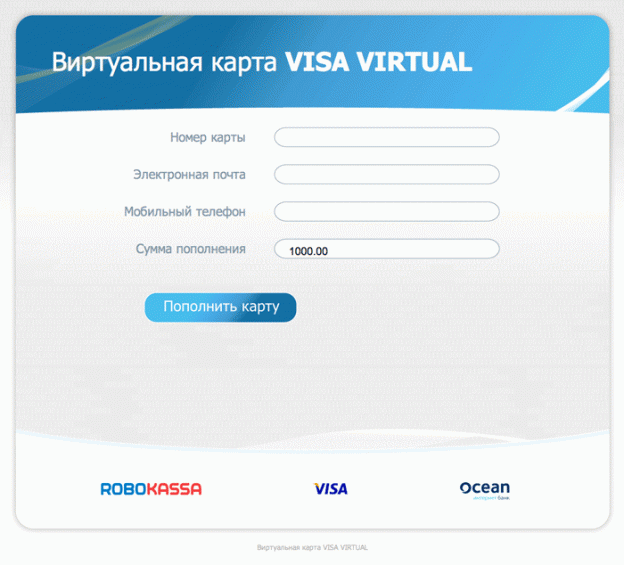 Виртуальная карта VISA VIRTUAL
Номер карты
Электронная почта
Мобильный телефон
Сумма пополнения 1000.00
Пополнить карту
ROBOKASSA VISA Ocean
интернет банк
Виртуальная карта VISA VIRTUAL